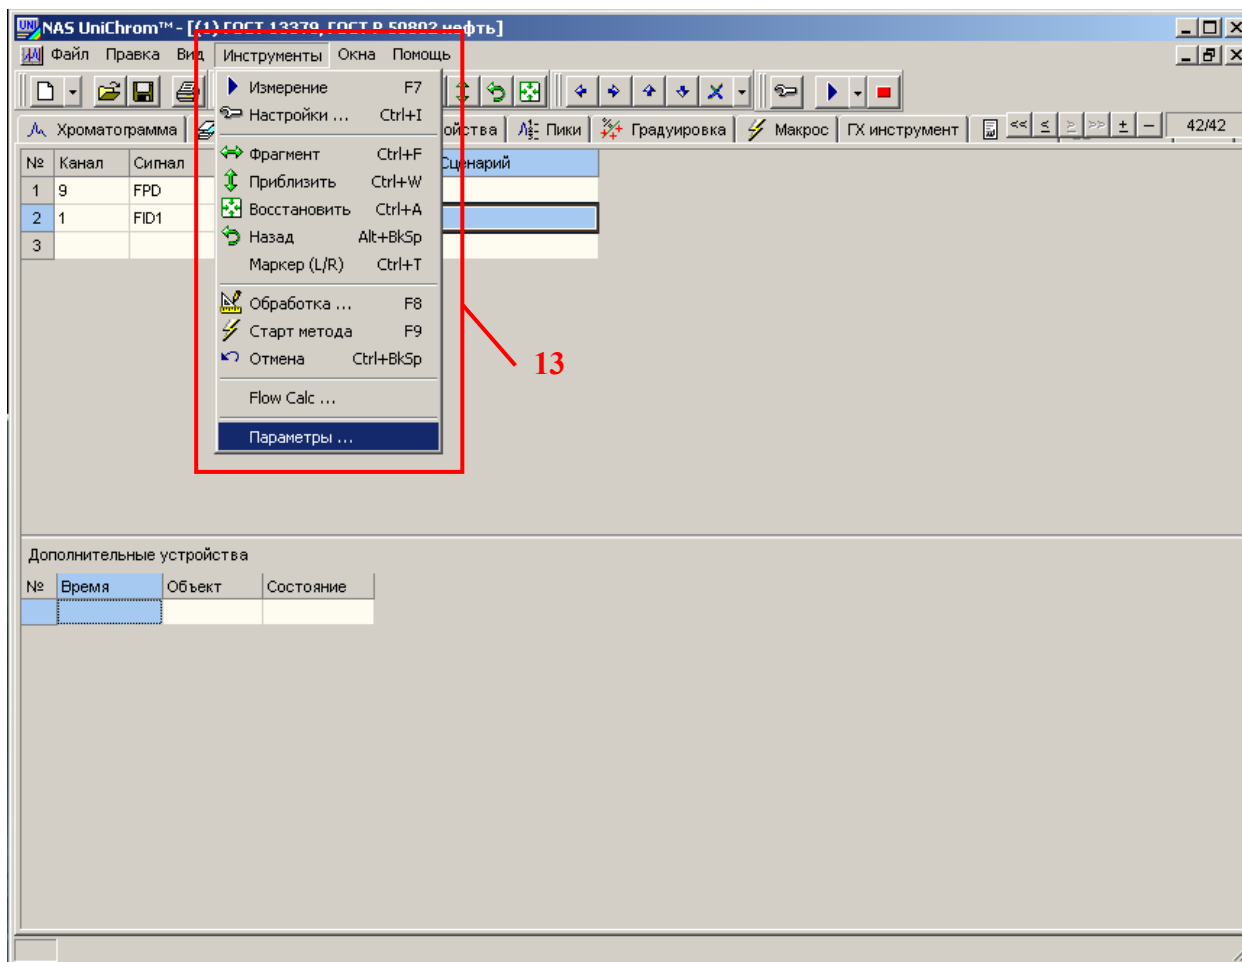 NAS UniChrom™ - [(1) ГОСТ 13379, ГОСТ Р 50802 нефть]
Файл Правка Вид Инструменты Окна Помощь
Хроматограмма ойства Пики Градуировка Макрос ГХ инструмент << ≤ ≥ >> ± − 42/42
№ Канал Сигнал Сценарий
1 9 FPD
2 1 FID1
3
Измерение F7
Настройки ... Ctrl+I
Фрагмент Ctrl+F
Приблизить Ctrl+W
Восстановить Ctrl+A
Назад Alt+BkSp
Маркер (L/R) Ctrl+T
Обработка ... F8
Старт метода F9
Отмена Ctrl+BkSp
Flow Calc ...
Параметры ...
13
Дополнительные устройства
№ Время Объект Состояние